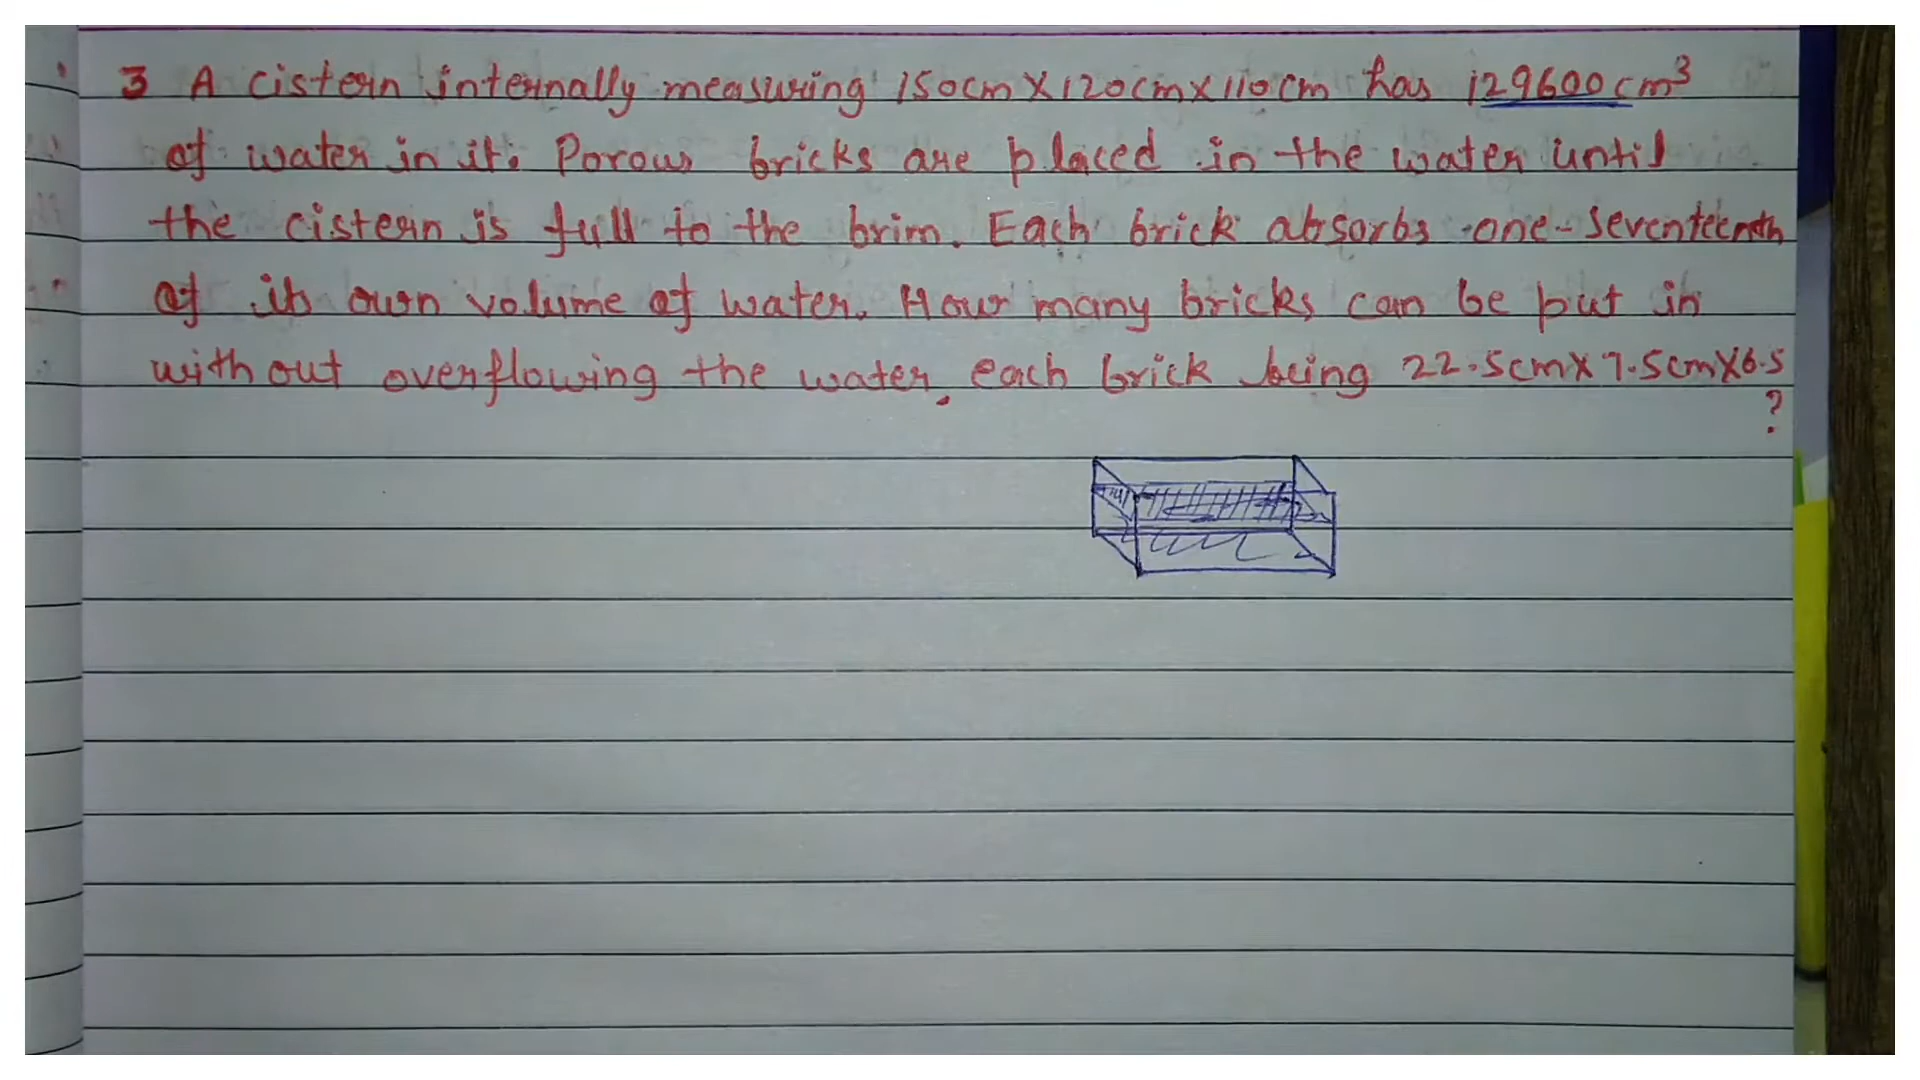 3 A cistern internally measuring 150cm X 120cm X 110cm has 129600cm³
of water in it. Porous bricks are placed in the water until
the cistern is full to the brim. Each brick absorbs one-seventeenth
of its own volume of water. How many bricks can be put in
without overflowing the water, each brick being 22.5cm X 7.5cm X 6.5
?